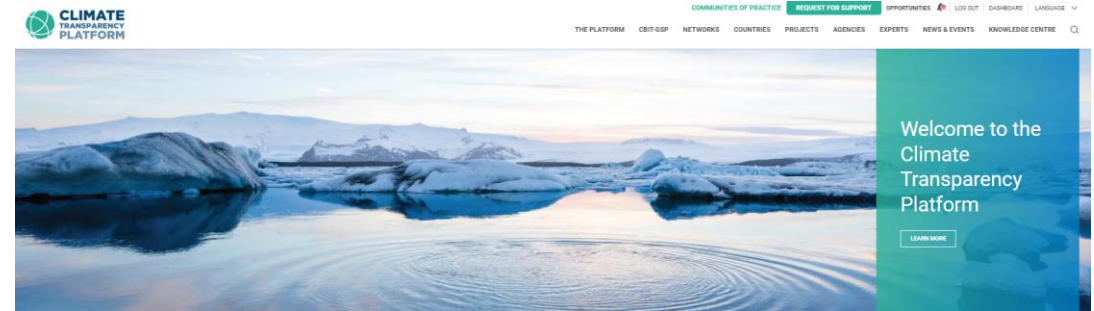 CLIMATE
TRANSPARENCY
PLATFORM
COMMUNITIES OF PRACTICE REQUEST FOR SUPPORT OPPORTUNITIES LOG OUT DASHBOARD LANGUAGE
THE PLATFORM CBIT-GSP NETWORKS COUNTRIES PROJECTS AGENCIES EXPERTS NEWS & EVENTS KNOWLEDGE CENTRE
Welcome to the
Climate
Transparency
Platform
LEARN MORE